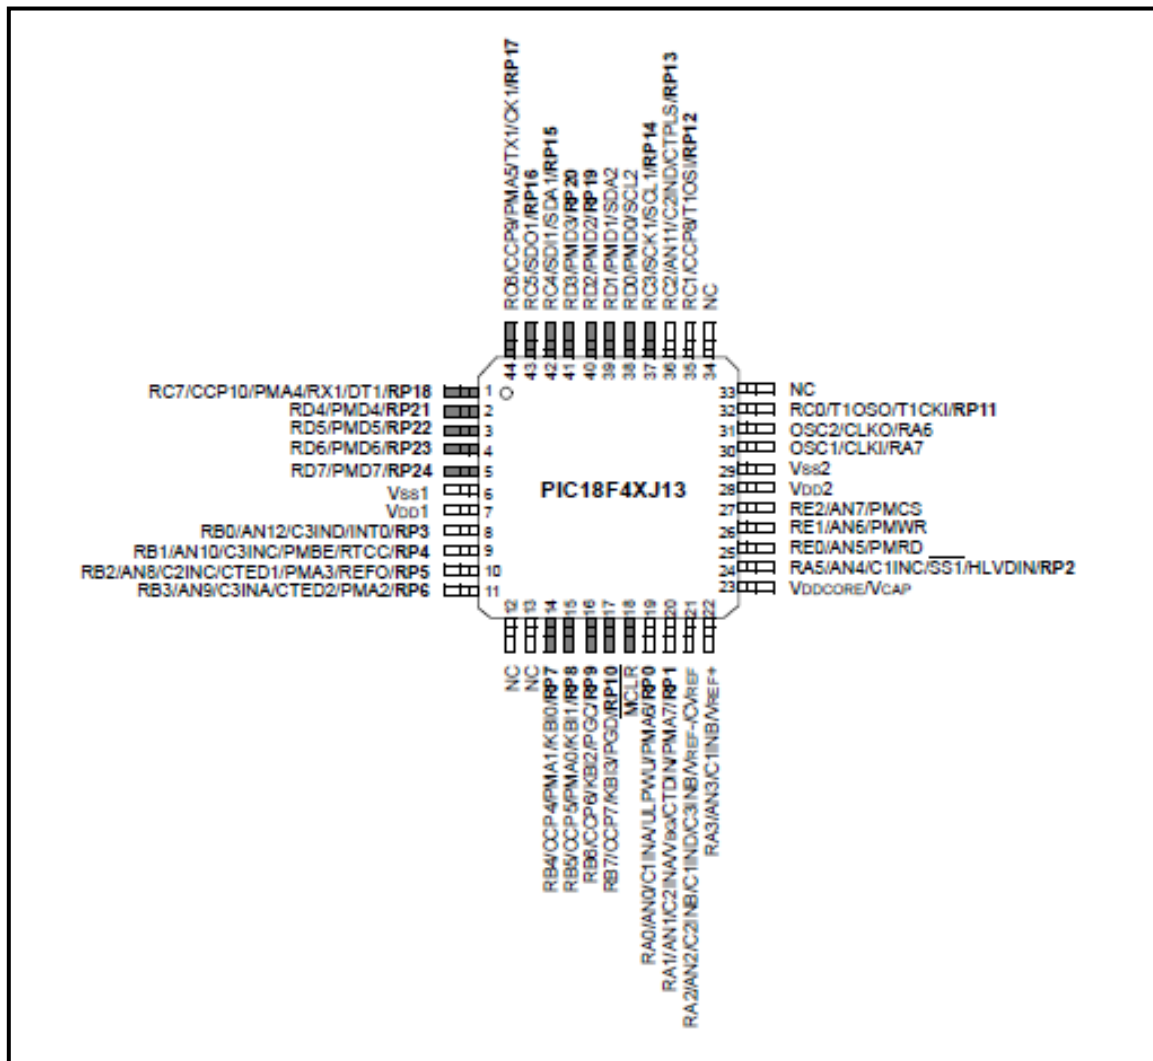 RC6/CCP9/PMA5/TX1/CK1/RP17
RC5/SDO1/RP16
RC4/SDI1/SDA1/RP15
RD3/PMD3/RP20
RD2/PMD2/RP19
RD1/PMD1/SDA2
RD0/PMD0/SCL2
RC3/SCK1/SCL1/RP14
RC2/AN11/C2IND/CTPLS/RP13
RC1/CCP8/T1OSI/RP12
NC
44 43 42 41 40 39 38 37 36 35 34
RC7/CCP10/PMA4/RX1/DT1/RP18 1
RD4/PMD4/RP21 2
RD5/PMD5/RP22 3
RD6/PMD6/RP23 4
RD7/PMD7/RP24 5
VSS1 6
VDD1 7
RB0/AN12/C3IND/INT0/RP3 8
RB1/AN10/C3INC/PMBE/RTCC/RP4 9
RB2/AN8/C2INC/CTED1/PMA3/REFO/RP5 10
RB3/AN9/C3INA/CTED2/PMA2/RP6 11
PIC18F4XJ13
33 NC
32 RC0/T1OSO/T1CKI/RP11
31 OSC2/CLKO/RA6
30 OSC1/CLKI/RA7
29 VSS2
28 VDD2
27 RE2/AN7/PMCS
26 RE1/AN6/PMWR
25 RE0/AN5/PMRD
24 RA5/AN4/C1INC/SS1/HLVDIN/RP2
23 VDDCORE/VCAP
12 13 14 15 16 17 18 19 20 21 22
NC
NC
RB4/CCP4/PMA1/KBI0/RP7
RB5/CCP5/PMA0/KBI1/RP8
RB6/CCP6/KBI2/PGC/RP9
RB7/CCP7/KBI3/PGD/RP10
MCLR
RA0/AN0/C1INA/ULPWU/PMA6/RP0
RA1/AN1/C2INA/VBG/CTDIN/PMA7/RP1
RA2/AN2/C2INB/C1IND/C3INB/VREF-/CVREF
RA3/AN3/C1INB/VREF+